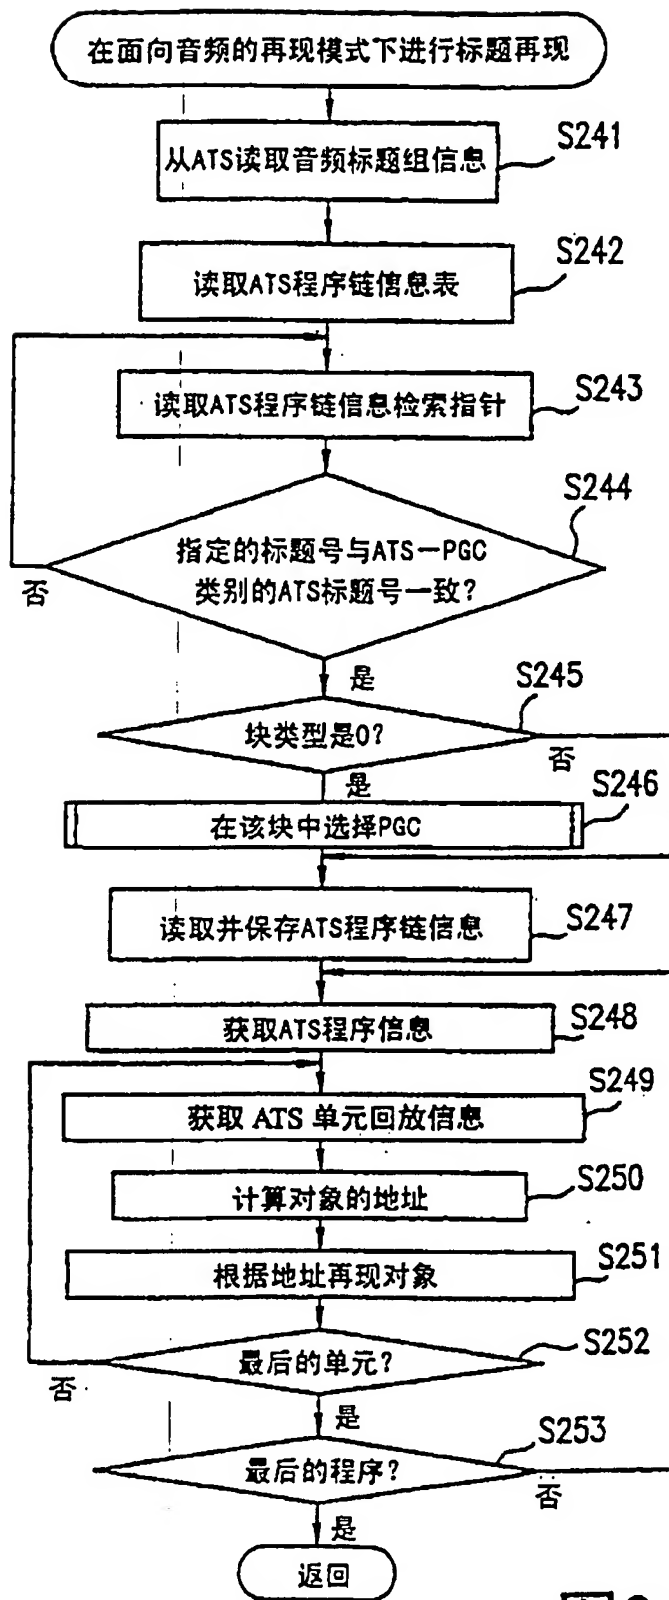 在面向音频的再现模式下进行标题再现
S241
从ATS读取音频标题组信息
S242
读取ATS程序链信息表
S243
读取ATS程序链信息检索指针
S244
指定的标题号与ATS-PGC
类别的ATS标题号一致?
否
是
S245
块类型是0?
否
是
S246
在该块中选择PGC
S247
读取并保存ATS程序链信息
S248
获取ATS程序信息
S249
获取 ATS 单元回放信息
S250
计算对象的地址
S251
根据地址再现对象
S252
最后的单元?
否
是
S253
最后的程序?
否
是
返回